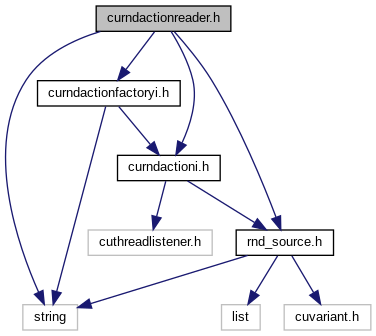 curndactionreader.h
curndactionfactoryi.h
curndactioni.h
cuthreadlistener.h
rnd_source.h
string
list
cuvariant.h